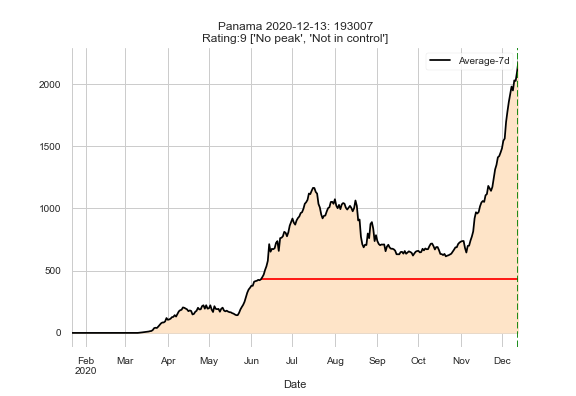 Panama 2020-12-13: 193007
Rating:9 ['No peak', 'Not in control']
Average-7d
2000
1500
1000
500
0
Feb Mar Apr May Jun Jul Aug Sep Oct Nov Dec
2020
Date